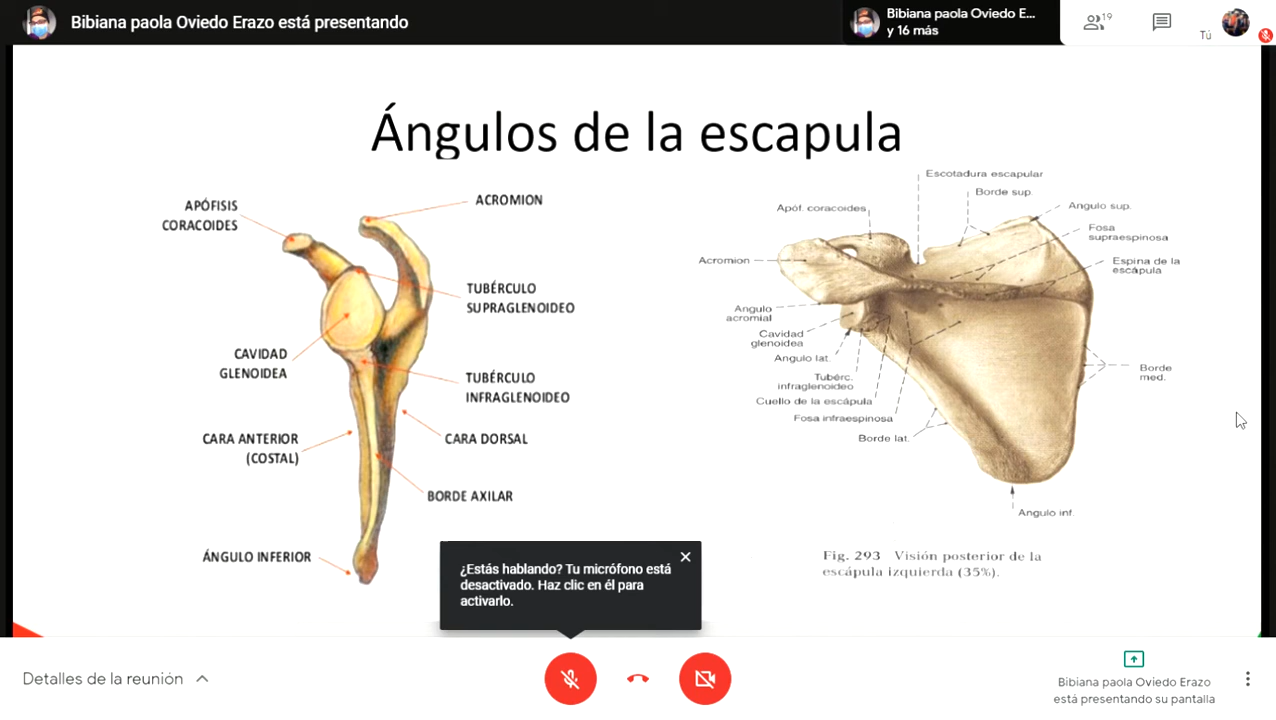 Bibiana paola Oviedo Erazo está presentando
Bibiana paola Oviedo E...
y 16 más
19
Tú
Ángulos de la escapula
APÓFISIS
CORACOIDES
ACROMION
TUBÉRCULO
SUPRAGLENOIDEO
CAVIDAD
GLENOIDEA
TUBÉRCULO
INFRAGLENOIDEO
CARA ANTERIOR
(COSTAL)
CARA DORSAL
BORDE AXILAR
ÁNGULO INFERIOR
Escotadura escapular
Borde sup.
Apóf. coracoides
Angulo sup.
Fosa
supraespinosa
Acromion
Espina de la
escápula
Angulo
acromial
Cavidad
glenoidea
Angulo lat.
Tubérc.
infraglenoideo
Cuello de la escápula
Fosa infraespinosa
Borde lat.
Borde
med.
Angulo inf.
Fig. 293 Visión posterior de la
escápula izquierda (35%).
¿Estás hablando? Tu micrófono está
desactivado. Haz clic en él para
activarlo.
Detalles de la reunión
Bibiana paola Oviedo Erazo
está presentando su pantalla